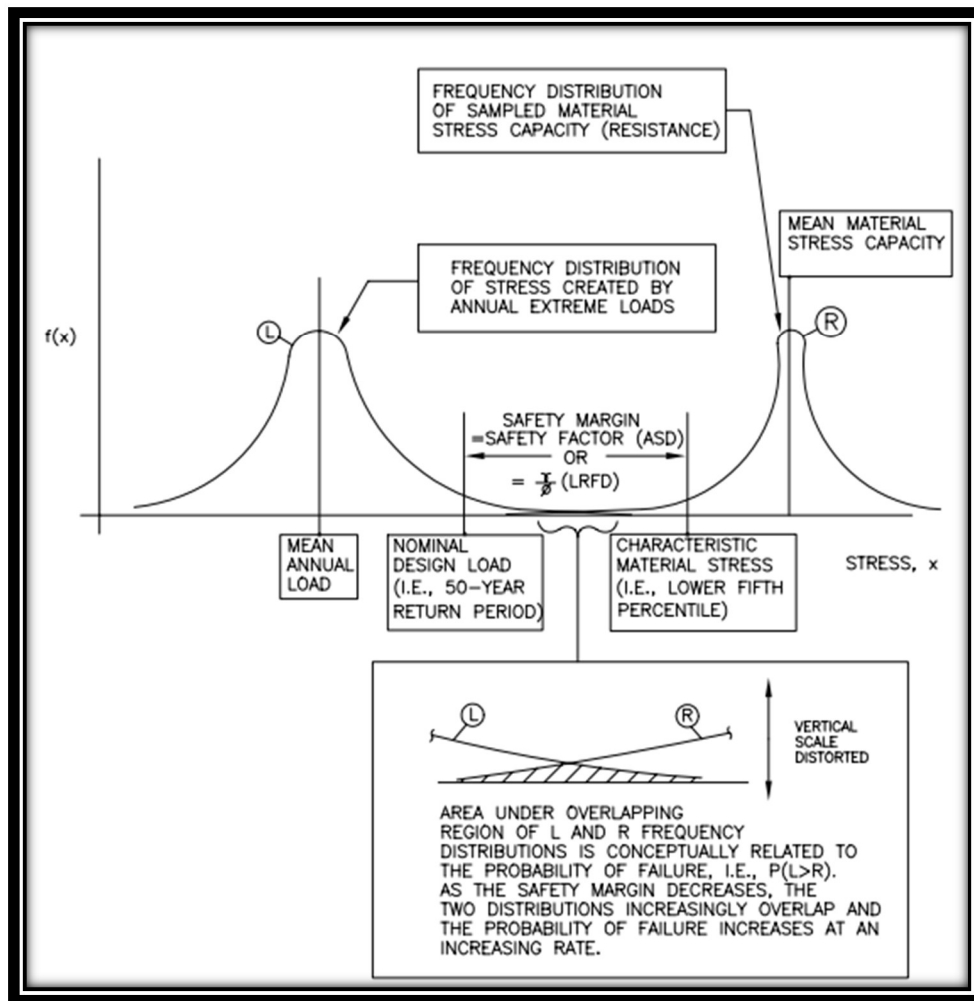 FREQUENCY DISTRIBUTION
OF SAMPLED MATERIAL
STRESS CAPACITY (RESISTANCE)
MEAN MATERIAL
STRESS CAPACITY
FREQUENCY DISTRIBUTION
OF STRESS CREATED BY
ANNUAL EXTREME LOADS
f(x)
L
R
SAFETY MARGIN
=SAFETY FACTOR (ASD)
OR
= (LRFD)
MEAN
ANNUAL
LOAD
NOMINAL
DESIGN LOAD
(I.E., 50-YEAR
RETURN PERIOD)
CHARACTERISTIC
MATERIAL STRESS
(I.E., LOWER FIFTH
PERCENTILE)
STRESS, x
L
R
VERTICAL
SCALE
DISTORTED
AREA UNDER OVERLAPPING
REGION OF L AND R FREQUENCY
DISTRIBUTIONS IS CONCEPTUALLY RELATED TO
THE PROBABILITY OF FAILURE, I.E., P(L>R).
AS THE SAFETY MARGIN DECREASES, THE
TWO DISTRIBUTIONS INCREASINGLY OVERLAP AND
THE PROBABILITY OF FAILURE INCREASES AT AN
INCREASING RATE.